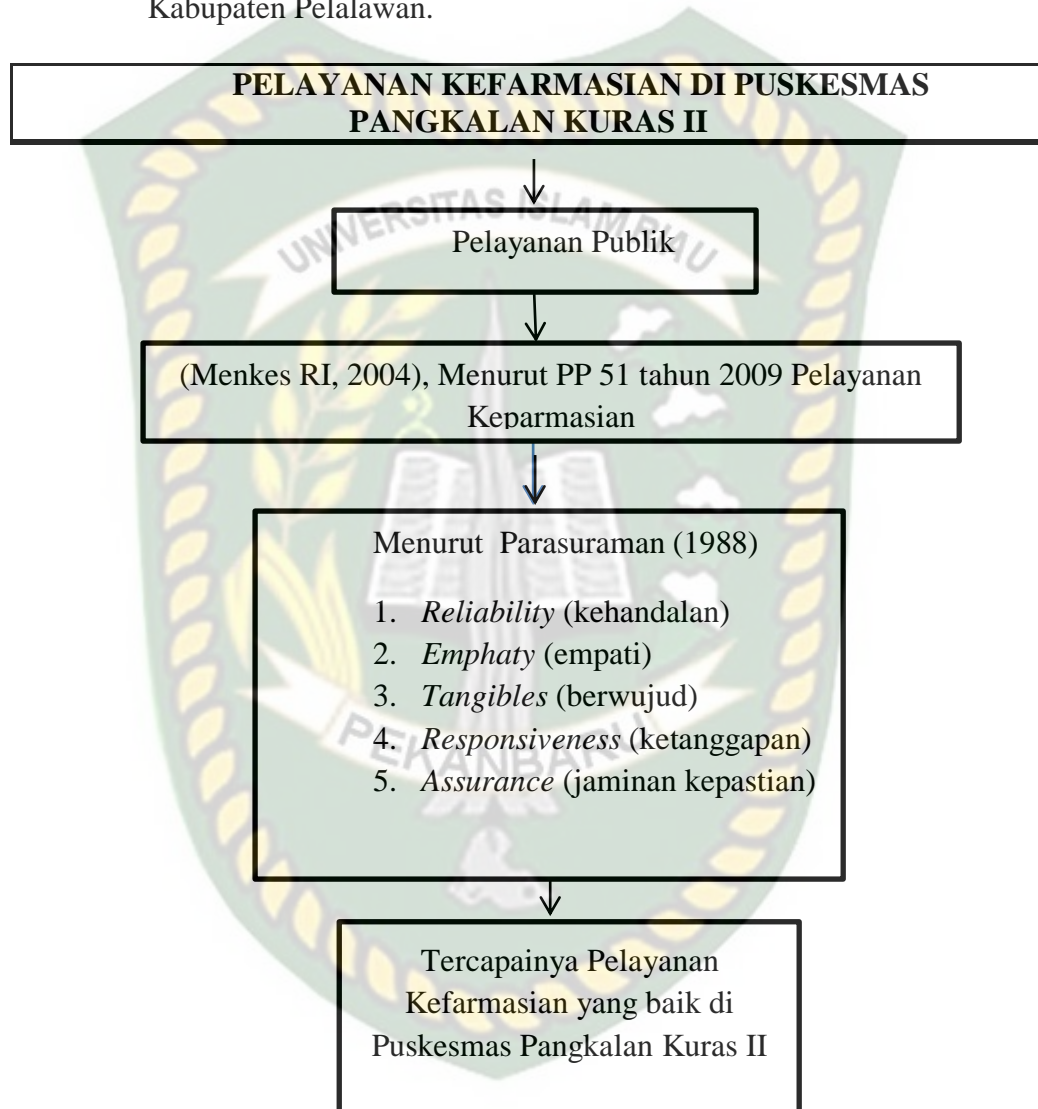 Kabupaten Pelalawan.
PELAYANAN KEFARMASIAN DI PUSKESMAS
PANGKALAN KURAS II
UNIVERSITAS ISLAM RIAU
Pelayanan Publik
(Menkes RI, 2004), Menurut PP 51 tahun 2009 Pelayanan
Keparmasian
Menurut Parasuraman (1988)
1. Reliability (kehandalan)
2. Emphaty (empati)
3. Tangibles (berwujud)
4. Responsiveness (ketanggapan)
5. Assurance (jaminan kepastian)
PEKANBARU
Tercapainya Pelayanan
Kefarmasian yang baik di
Puskesmas Pangkalan Kuras II